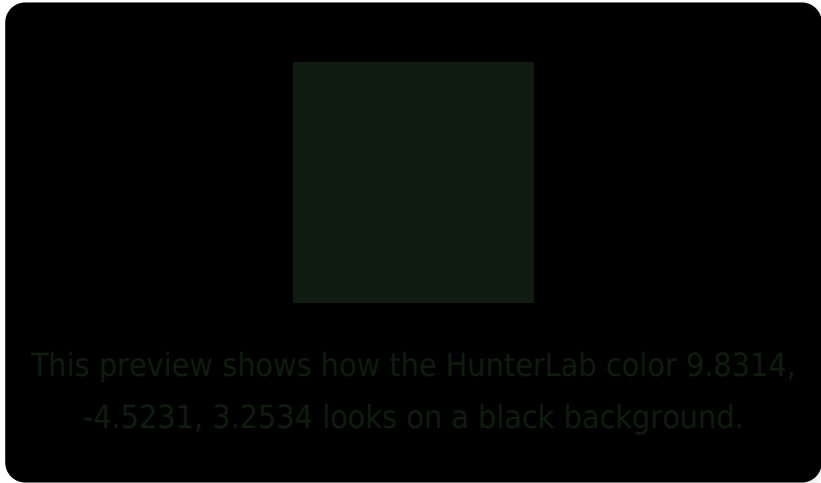 This preview shows how the HunterLab color 9.8314,
-4.5231, 3.2534 looks on a black background.